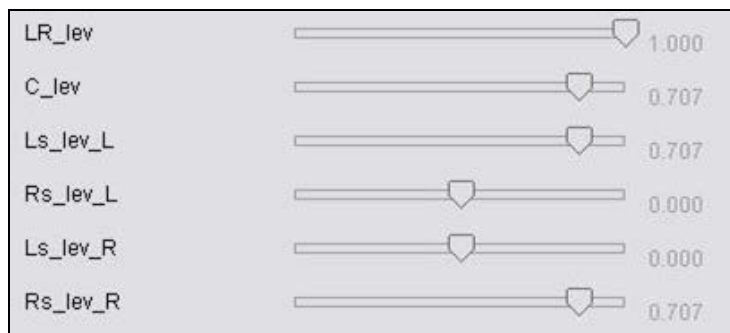 LR_lev 1.000
C_lev 0.707
Ls_lev_L 0.707
Rs_lev_L 0.000
Ls_lev_R 0.000
Rs_lev_R 0.707